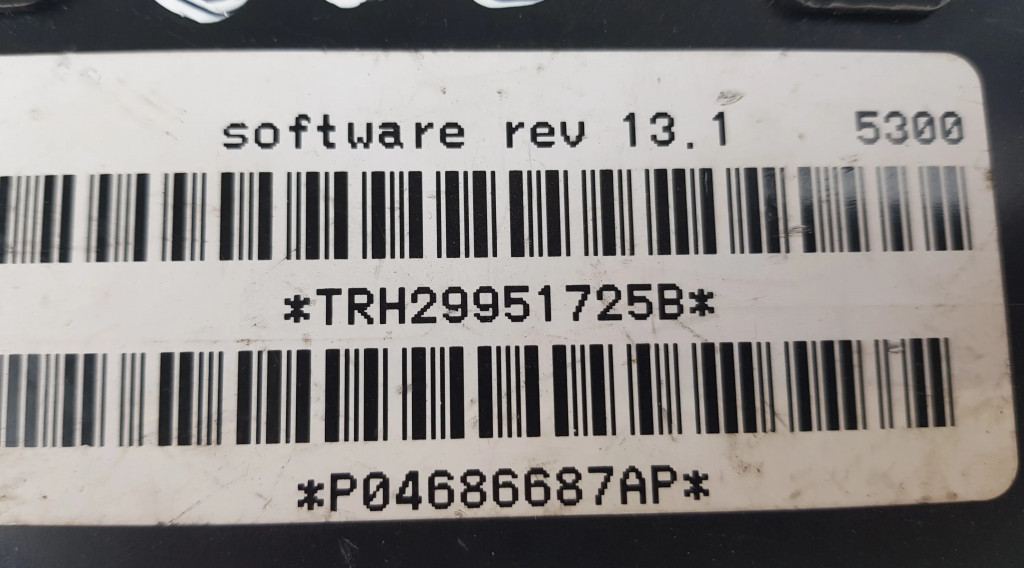 software rev 13.1 5300
*TRH29951725B*
*P04686687AP*